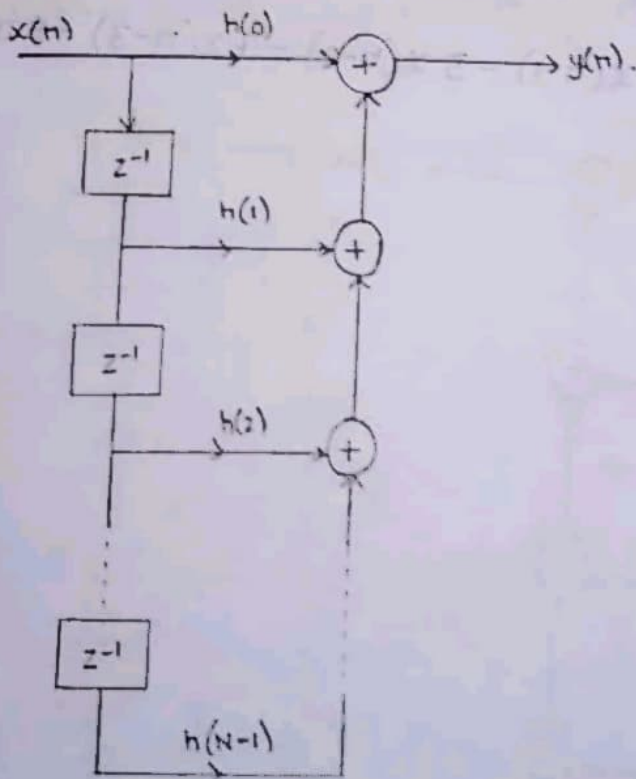 x(n) h(0) + y(n).
z⁻¹
h(1)
+
z⁻¹
h(2)
+
z⁻¹
h(N-1)